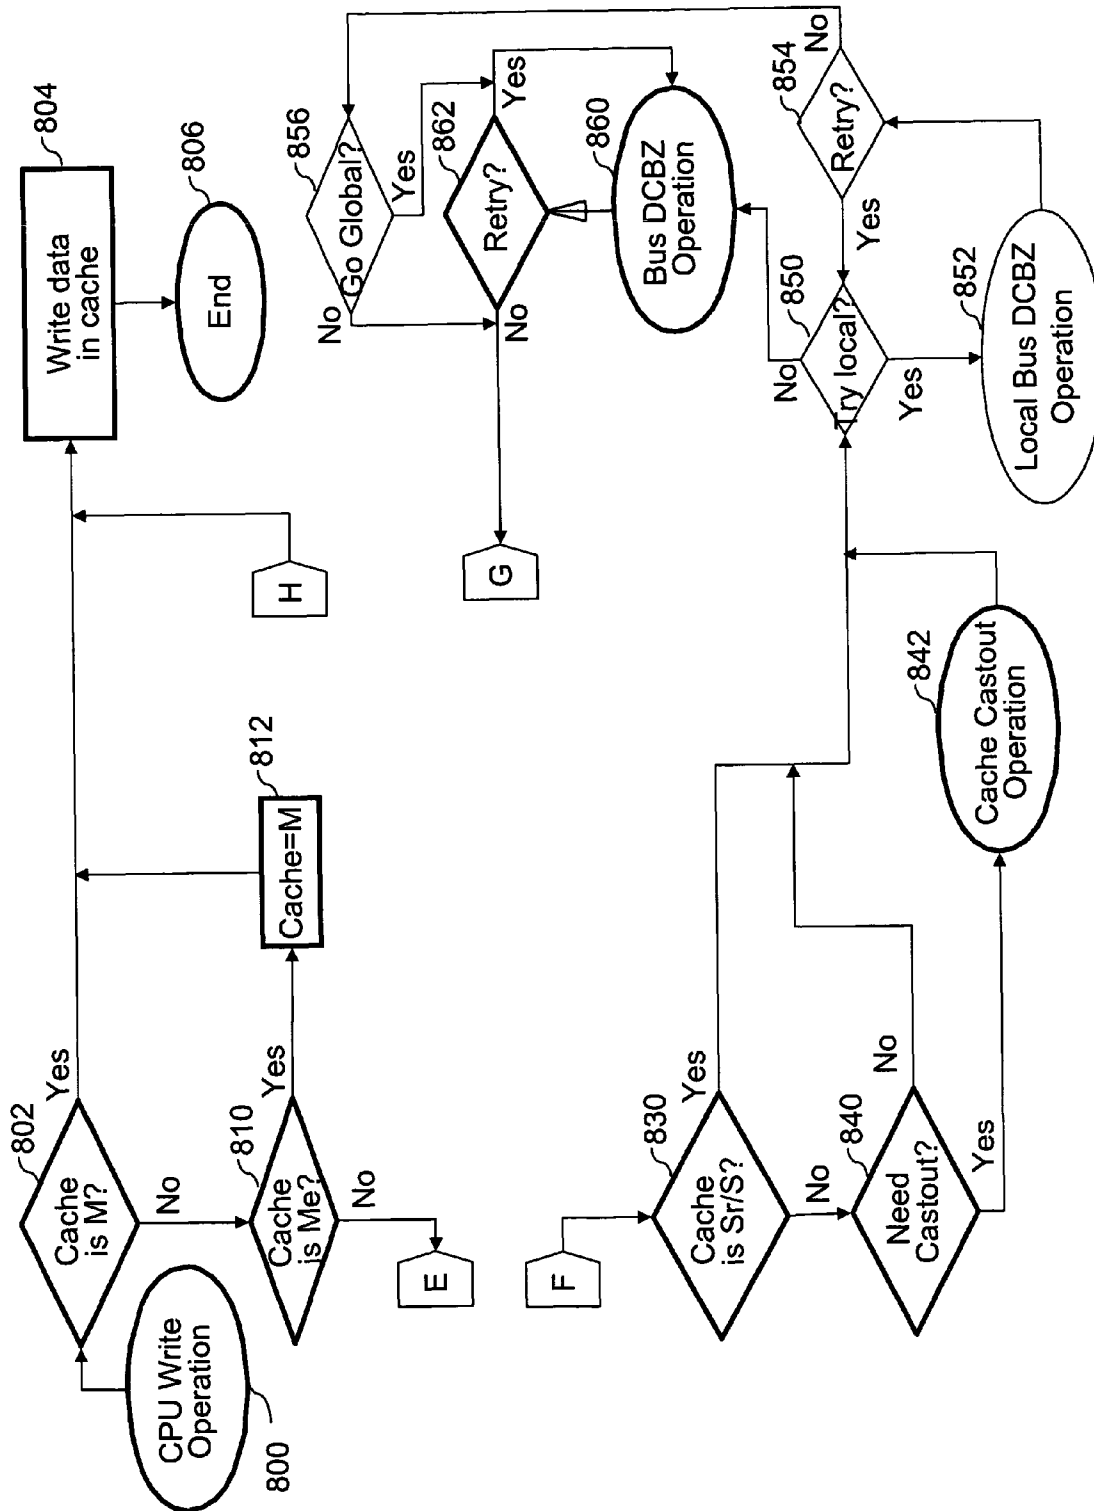 800
CPU Write
Operation
802
Cache
is M?
Yes
No
804
Write data
in cache
806
End
810
Cache
is Me?
Yes
No
812
Cache=M
H
E
F
830
Cache
is Sr/S?
Yes
No
840
Need
Castout?
No
Yes
842
Cache Castout
Operation
850
Try local?
No
Yes
852
Local Bus DCBZ
Operation
854
Retry?
Yes
No
856
Go Global?
No
Yes
862
Retry?
Yes
No
860
Bus DCBZ
Operation
G